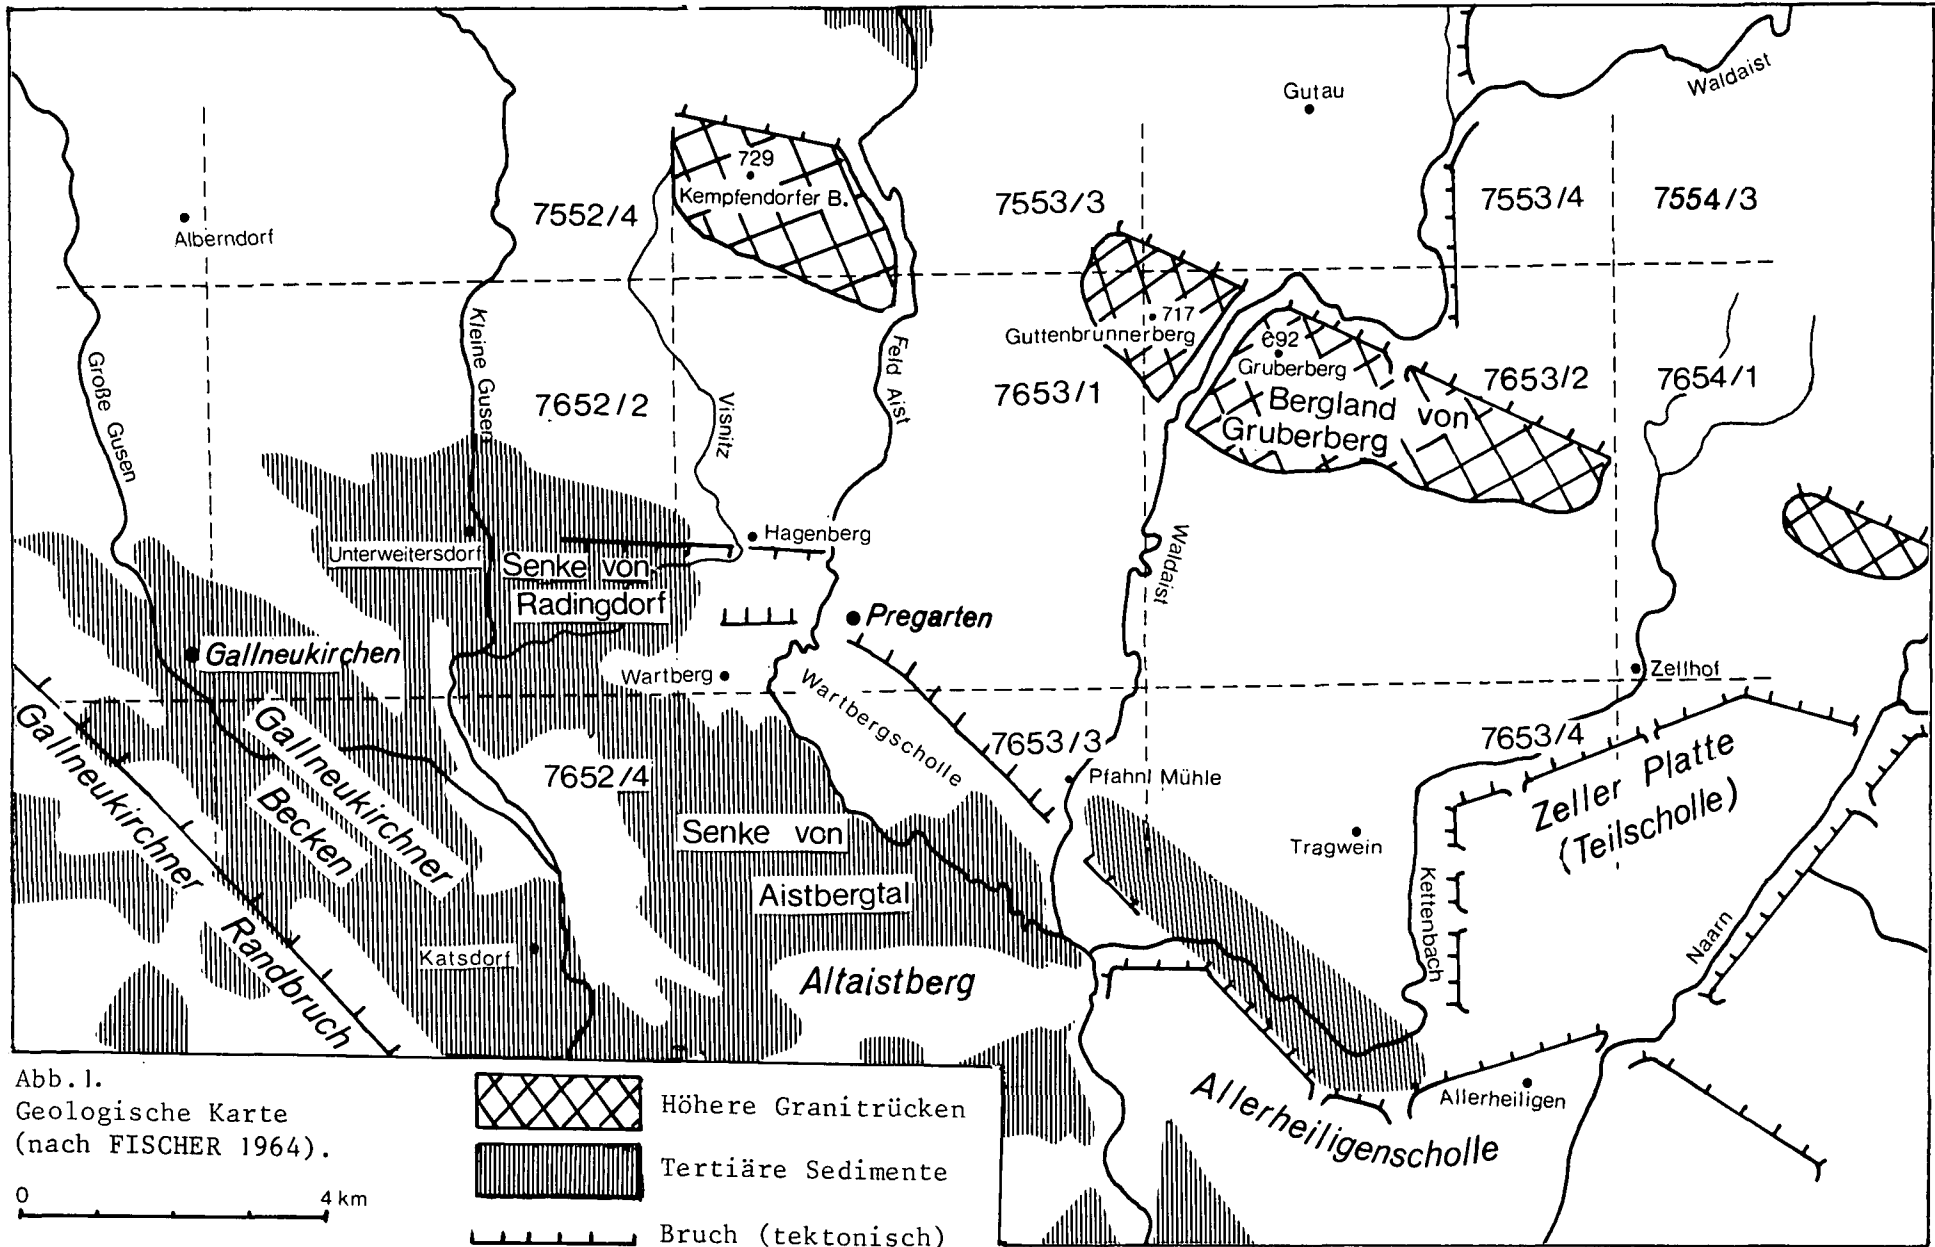 Gutau
Waldaist
729
Kempfendorfer B.
7552/4
7553/3
7553/4
7554/3
Alberndorf
717
Guttenbrunnerberg
Gruberberg
Bergland von
Gruberberg
Große Gusen
Kleine Gusen
Visnitz
Feld Aist
7652/2
7653/1
7653/2
7654/1
Waldaist
Hagenberg
Unterweitersdorf
Senke von
Radingdorf
Pregarten
Gallneukirchen
Wartberg
Wartbergscholle
Zellhof
7652/4
7653/3
7653/4
Pfahnl Mühle
Gallneukirchner
Becken
Gallneukirchner
Randbruch
Senke von
Aistbergtal
Katsdorf
Altaistberg
Tragwein
Kettenbach
Zeller Platte
(Teilscholle)
Naarn
Allerheiligen
Allerheiligenscholle
Abb.1.
Geologische Karte
(nach FISCHER 1964).
0 4 km
Höhere Granitrücken
Tertiäre Sedimente
Bruch (tektonisch)